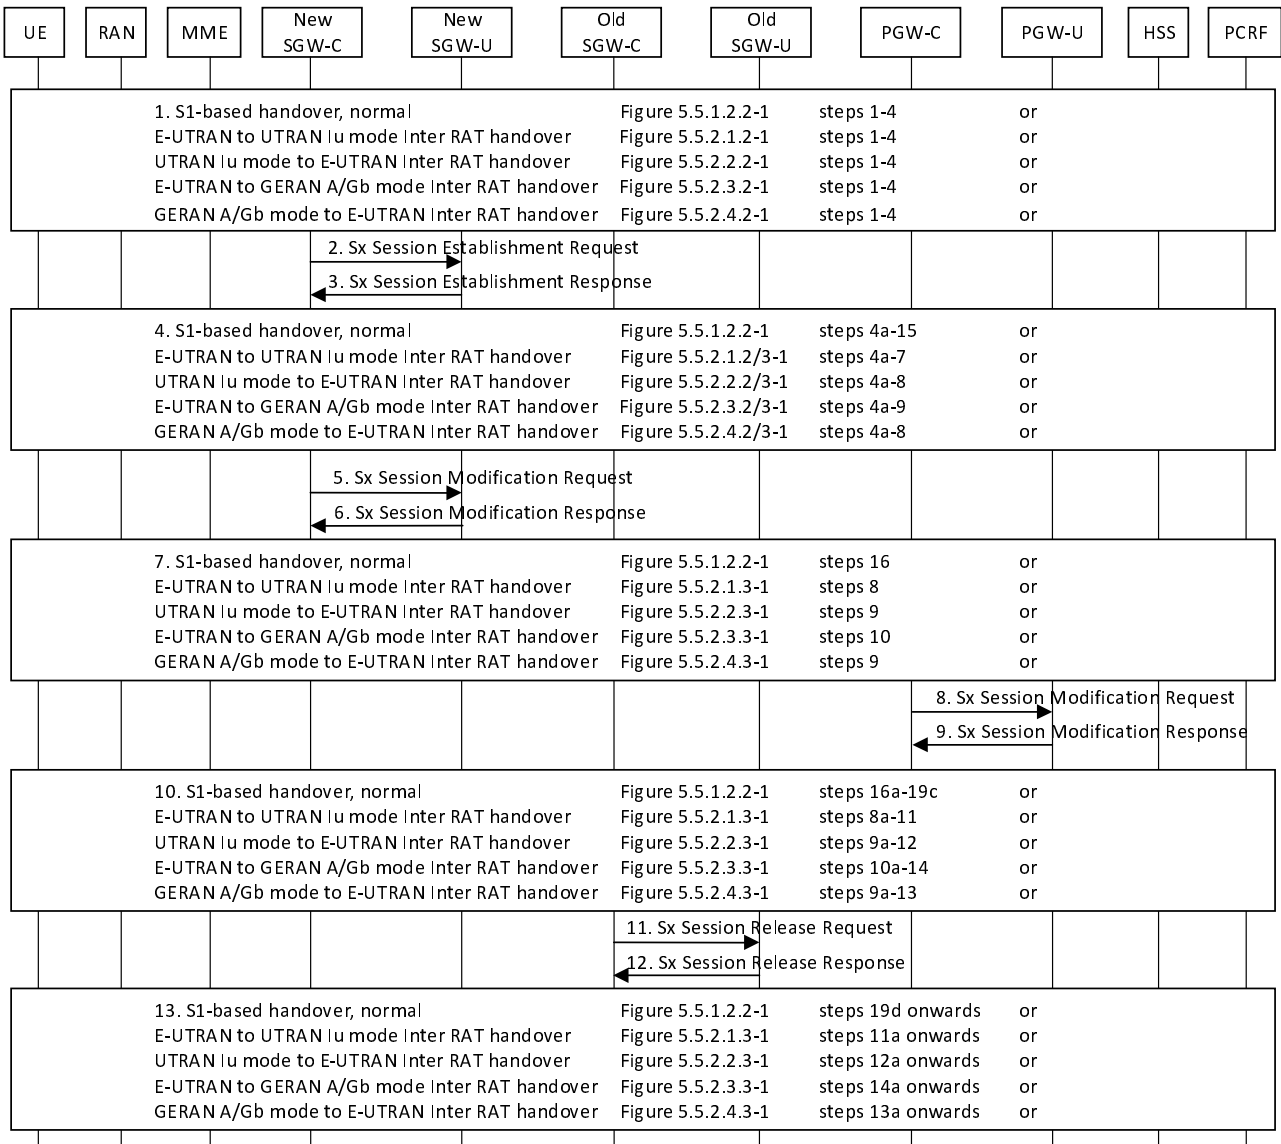 UE RAN MME New SGW-C New SGW-U Old SGW-C Old SGW-U PGW-C PGW-U HSS PCRF
1. S1-based handover, normal Figure 5.5.1.2.2-1 steps 1-4 or
E-UTRAN to UTRAN Iu mode Inter RAT handover Figure 5.5.2.1.2-1 steps 1-4 or
UTRAN Iu mode to E-UTRAN Inter RAT handover Figure 5.5.2.2.2-1 steps 1-4 or
E-UTRAN to GERAN A/Gb mode Inter RAT handover Figure 5.5.2.3.2-1 steps 1-4 or
GERAN A/Gb mode to E-UTRAN Inter RAT handover Figure 5.5.2.4.2-1 steps 1-4 or
2. Sx Session Establishment Request
3. Sx Session Establishment Response
4. S1-based handover, normal Figure 5.5.1.2.2-1 steps 4a-15 or
E-UTRAN to UTRAN Iu mode Inter RAT handover Figure 5.5.2.1.2/3-1 steps 4a-7 or
UTRAN Iu mode to E-UTRAN Inter RAT handover Figure 5.5.2.2.2/3-1 steps 4a-8 or
E-UTRAN to GERAN A/Gb mode Inter RAT handover Figure 5.5.2.3.2/3-1 steps 4a-9 or
GERAN A/Gb mode to E-UTRAN Inter RAT handover Figure 5.5.2.4.2/3-1 steps 4a-8 or
5. Sx Session Modification Request
6. Sx Session Modification Response
7. S1-based handover, normal Figure 5.5.1.2.2-1 steps 16 or
E-UTRAN to UTRAN Iu mode Inter RAT handover Figure 5.5.2.1.3-1 steps 8 or
UTRAN Iu mode to E-UTRAN Inter RAT handover Figure 5.5.2.2.3-1 steps 9 or
E-UTRAN to GERAN A/Gb mode Inter RAT handover Figure 5.5.2.3.3-1 steps 10 or
GERAN A/Gb mode to E-UTRAN Inter RAT handover Figure 5.5.2.4.3-1 steps 9 or
8. Sx Session Modification Request
9. Sx Session Modification Response
10. S1-based handover, normal Figure 5.5.1.2.2-1 steps 16a-19c or
E-UTRAN to UTRAN Iu mode Inter RAT handover Figure 5.5.2.1.3-1 steps 8a-11 or
UTRAN Iu mode to E-UTRAN Inter RAT handover Figure 5.5.2.2.3-1 steps 9a-12 or
E-UTRAN to GERAN A/Gb mode Inter RAT handover Figure 5.5.2.3.3-1 steps 10a-14 or
GERAN A/Gb mode to E-UTRAN Inter RAT handover Figure 5.5.2.4.3-1 steps 9a-13 or
11. Sx Session Release Request
12. Sx Session Release Response
13. S1-based handover, normal Figure 5.5.1.2.2-1 steps 19d onwards or
E-UTRAN to UTRAN Iu mode Inter RAT handover Figure 5.5.2.1.3-1 steps 11a onwards or
UTRAN Iu mode to E-UTRAN Inter RAT handover Figure 5.5.2.2.3-1 steps 12a onwards or
E-UTRAN to GERAN A/Gb mode Inter RAT handover Figure 5.5.2.3.3-1 steps 14a onwards or
GERAN A/Gb mode to E-UTRAN Inter RAT handover Figure 5.5.2.4.3-1 steps 13a onwards or